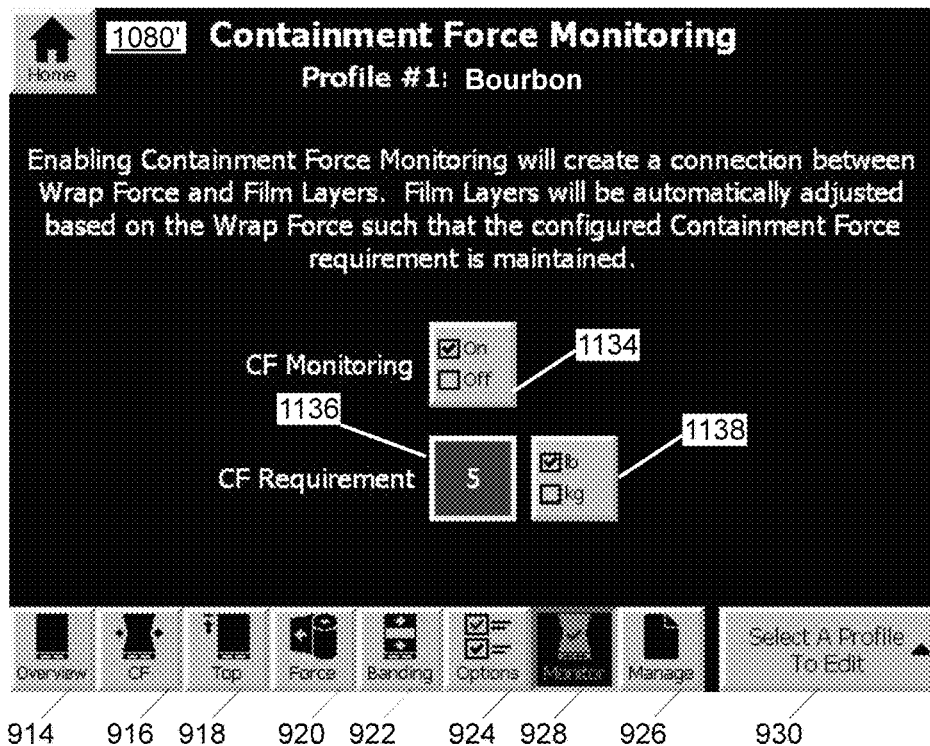 1080' Containment Force Monitoring
Home
Profile #1: Bourbon
Enabling Containment Force Monitoring will create a connection between
Wrap Force and Film Layers. Film Layers will be automatically adjusted
based on the Wrap Force such that the configured Containment Force
requirement is maintained.
CF Monitoring
On
Off
1134
1136
1138
CF Requirement
5
lb
kg
Overview CF Top Force Banding Options Manage
Select A Profile
To Edit
914 916 918 920 922 924 928 926 930